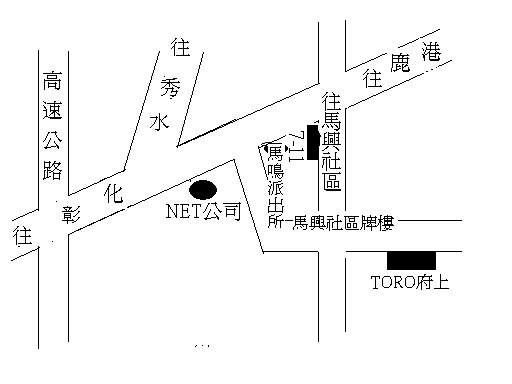 往秀水
往鹿港
高速公路
往彰化
往馬興社區
7-11
馬鳴派出所
NET公司
馬興社區牌樓
TORO府上